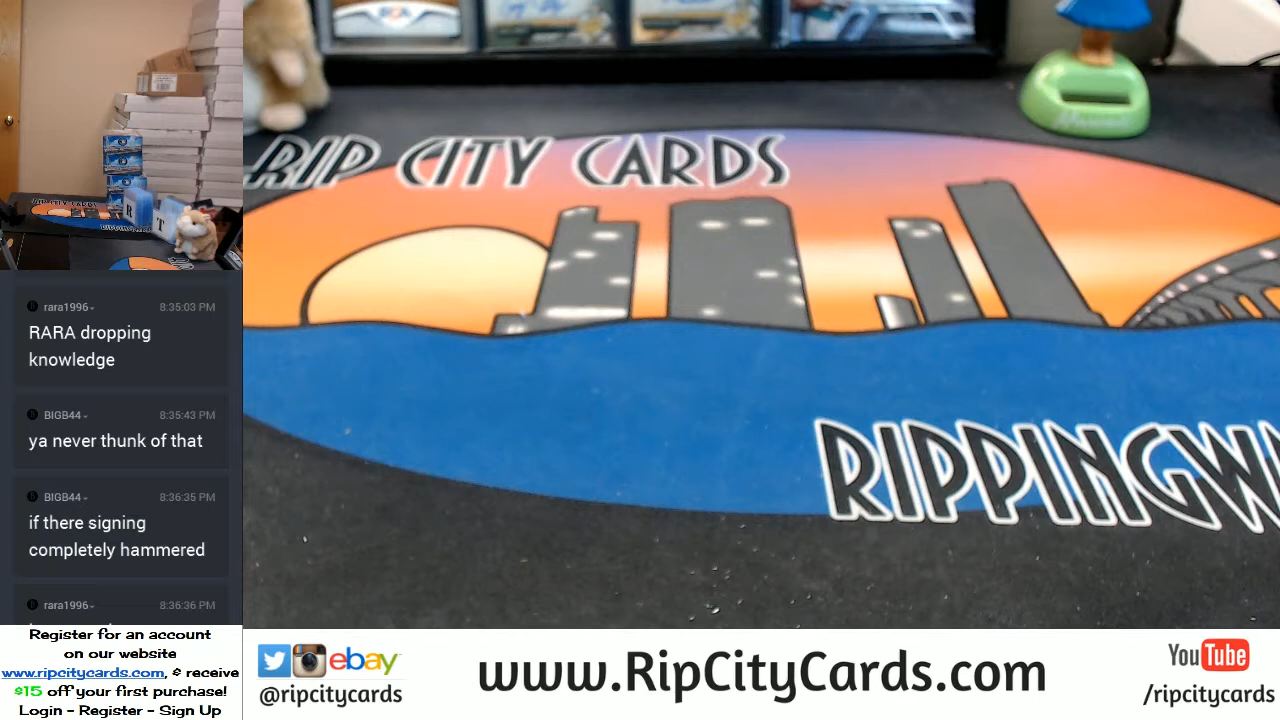 RIP CITY CARDS
RIPPINGW
RIP CITY CARDS
R
T
rara1996
8:35:03 PM
RARA dropping
knowledge
BIGB44
8:35:43 PM
ya never thunk of that
BIGB44
8:36:35 PM
if there signing
completely hammered
rara1996
8:36:36 PM
Register for an account
on our website
www.ripcitycards.com, & receive
$15 off your first purchase!
Login - Register - Sign Up
ebay
@ripcitycards
www.RipCityCards.com
YouTube
/ripcitycards